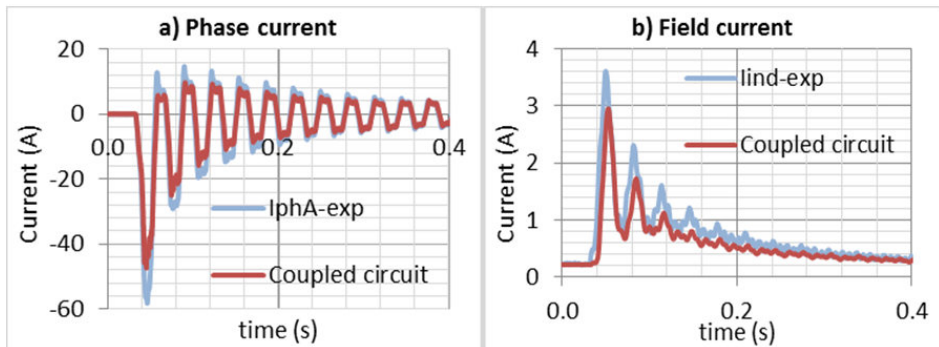 a) Phase current
20
0
-20
-40
-60
Current (A)
0.0
0.2
0.4
IphA-exp
Coupled circuit
time (s)
b) Field current
4
3
2
1
0
Current (A)
Iind-exp
Coupled circuit
0.0
0.2
0.4
time (s)